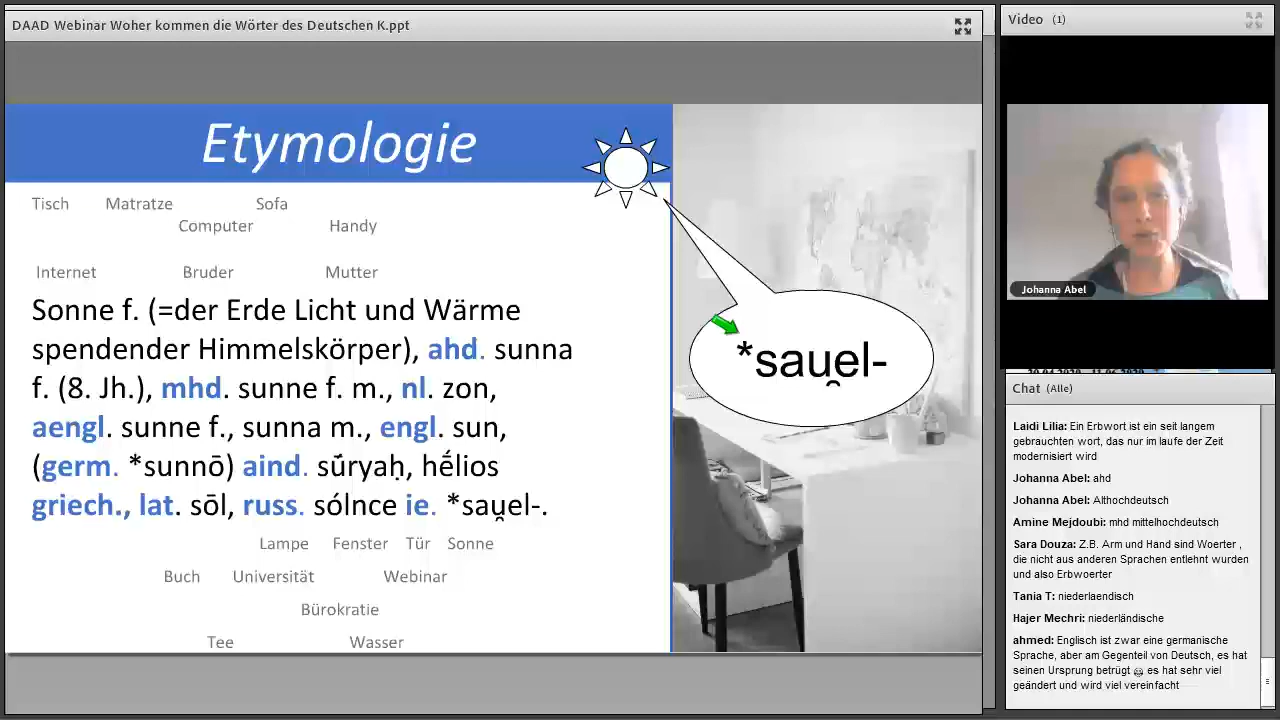 DAAD Webinar Woher kommen die Wörter des Deutschen K.ppt
Etymologie
Tisch Matratze Sofa
Computer Handy
Internet Bruder Mutter
Sonne f. (=der Erde Licht und Wärme
spendender Himmelskörper), ahd. sunna
f. (8. Jh.), mhd. sunne f. m., nl. zon,
aengl. sunne f., sunna m., engl. sun,
(germ. *sunnō) aind. sū́ryaḥ, hḗlios
griech., lat. sōl, russ. sólnce ie. *sau̯el-.
Lampe Fenster Tür Sonne
Buch Universität Webinar
Bürokratie
Tee Wasser
*sau̯el-
Video (1)
Johanna Abel
Chat (Alle)
Laidi Lilia: Ein Erbwort ist ein seit langem
gebrauchten wort, das nur im laufe der Zeit
modernisiert wird
Johanna Abel: ahd
Johanna Abel: Althochdeutsch
Amine Mejdoubi: mhd mittelhochdeutsch
Sara Douza: Z.B. Arm und Hand sind Woerter ,
die nicht aus anderen Sprachen entlehnt wurden
und also Erbwoerter
Tania T: niederlaendisch
Hajer Mechri: niederländische
ahmed: Englisch ist zwar eine germanische
Sprache, aber am Gegenteil von Deutsch, es hat
seinen Ursprung betrügt 😀 es hat sehr viel
geändert und wird viel vereinfacht